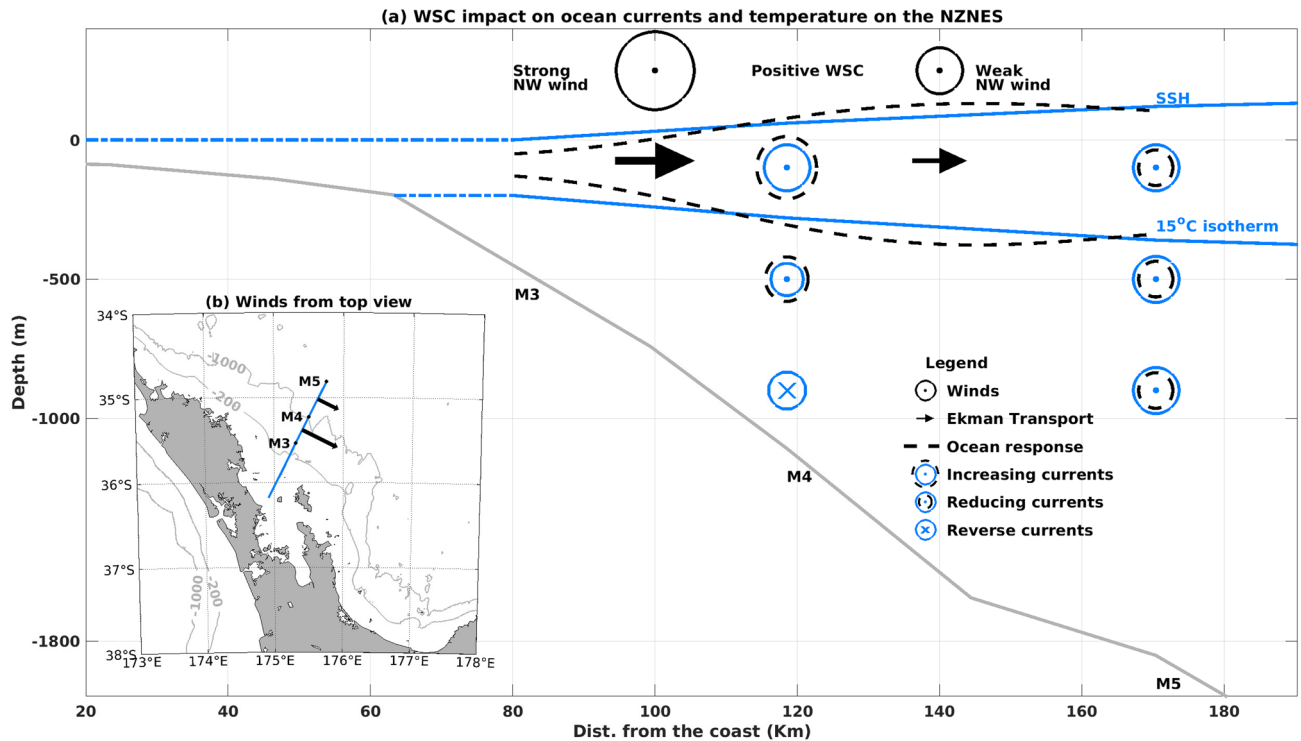 (a) WSC impact on ocean currents and temperature on the NZNES
Strong
NW wind
Positive WSC
Weak
NW wind
SSH
15°C isotherm
0
-500
-1000
-1800
Depth (m)
M3
M4
M5
(b) Winds from top view
34°S
35°S
36°S
37°S
38°S
173°E
174°E
175°E
176°E
177°E
178°E
-1000
-200
M5
M4
M3
-1000
-200
Legend
Winds
Ekman Transport
Ocean response
Increasing currents
Reducing currents
Reverse currents
20
40
60
80
100
120
140
160
180
Dist. from the coast (Km)